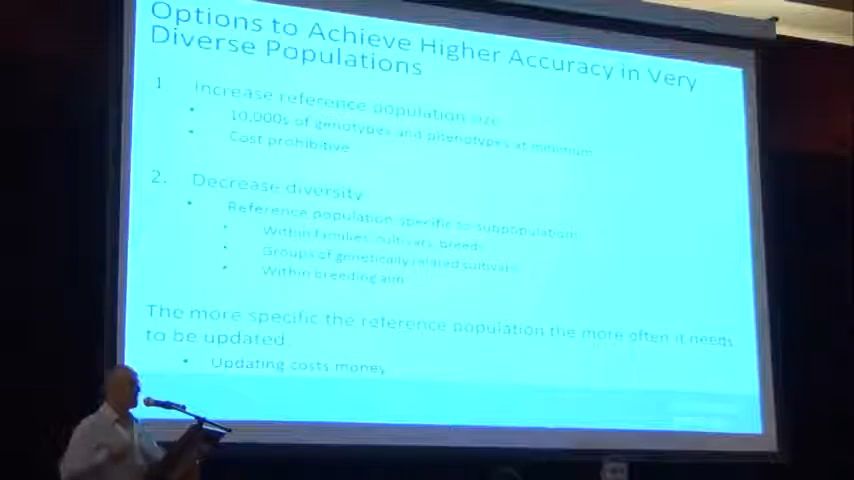 Options to Achieve Higher Accuracy in Very
Diverse Populations
1 Increase reference population size
• 10,000s of genotypes and phenotypes at minimum
• Cost prohibitive
2. Decrease diversity
• Reference population specific to subpopulations
• Within families, cultivars, breeds
• Groups of genetically related cultivars
• Within breeding aim
The more specific the reference population the more often it needs
to be updated
• Updating costs money